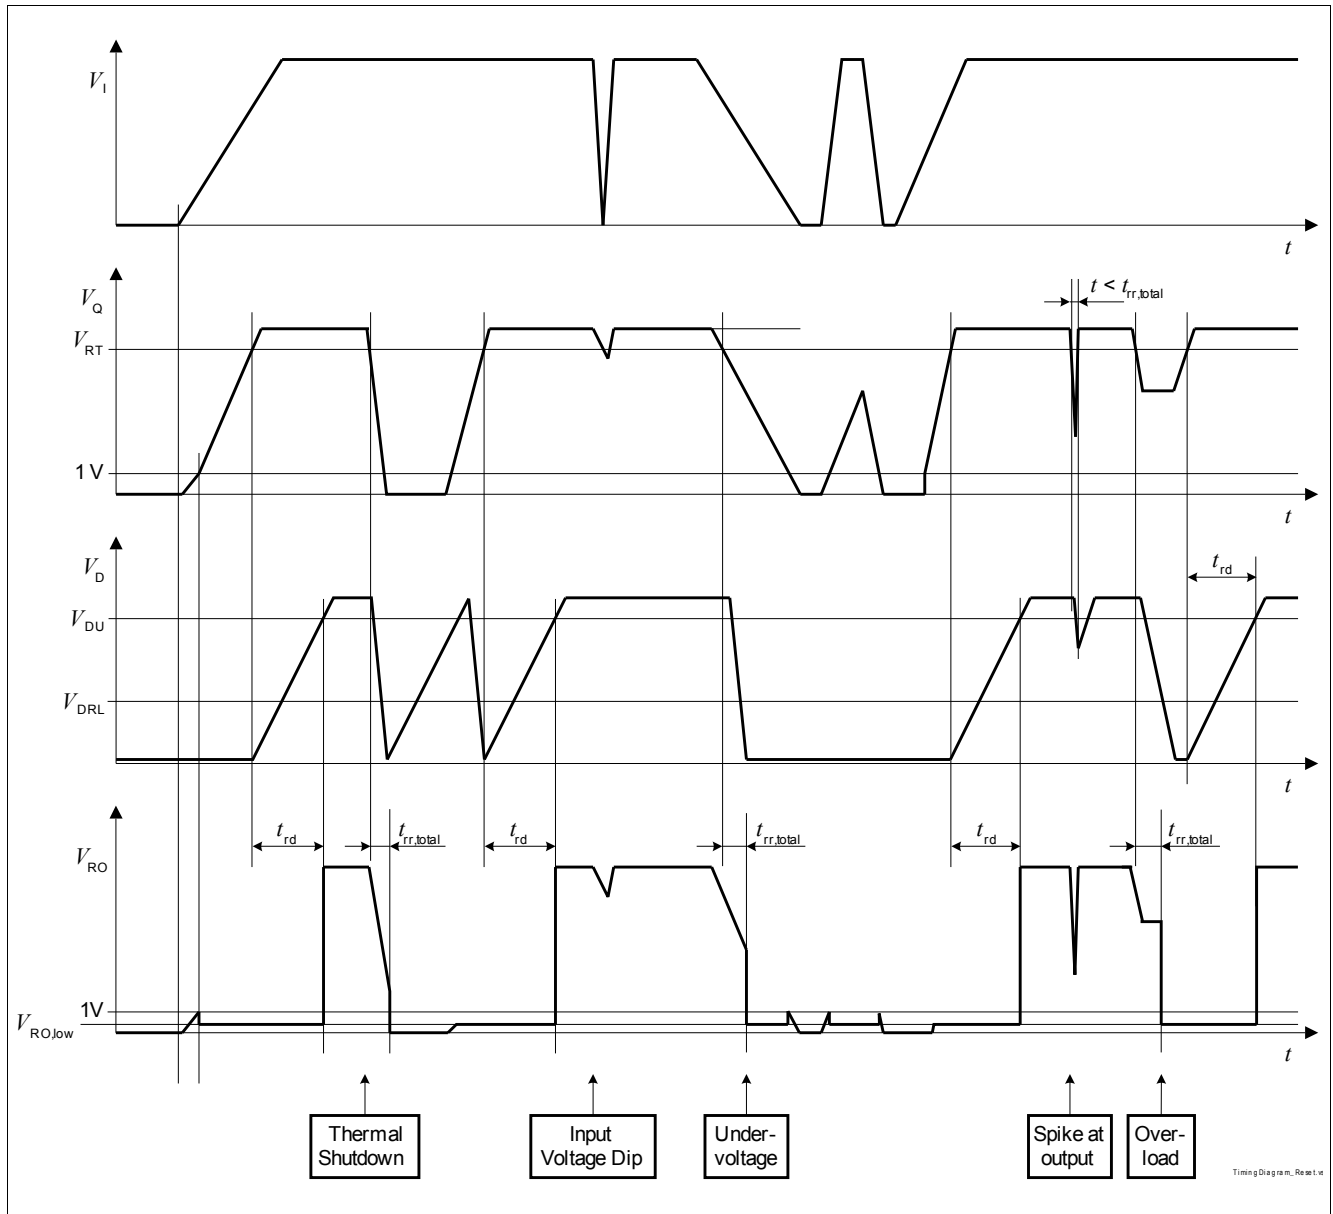 V_I
t
V_Q
t < t_rr,total
V_RT
1 V
t
V_D
t_rd
V_DU
V_DRL
t
t_rd
t_rr,total
t_rd
t_rr,total
t_rd
t_rr,total
V_RO
1V
V_RO,low
t
Thermal
Shutdown
Input
Voltage Dip
Under-
voltage
Spike at
output
Over-
load
TimingDiagram_Reset.vs